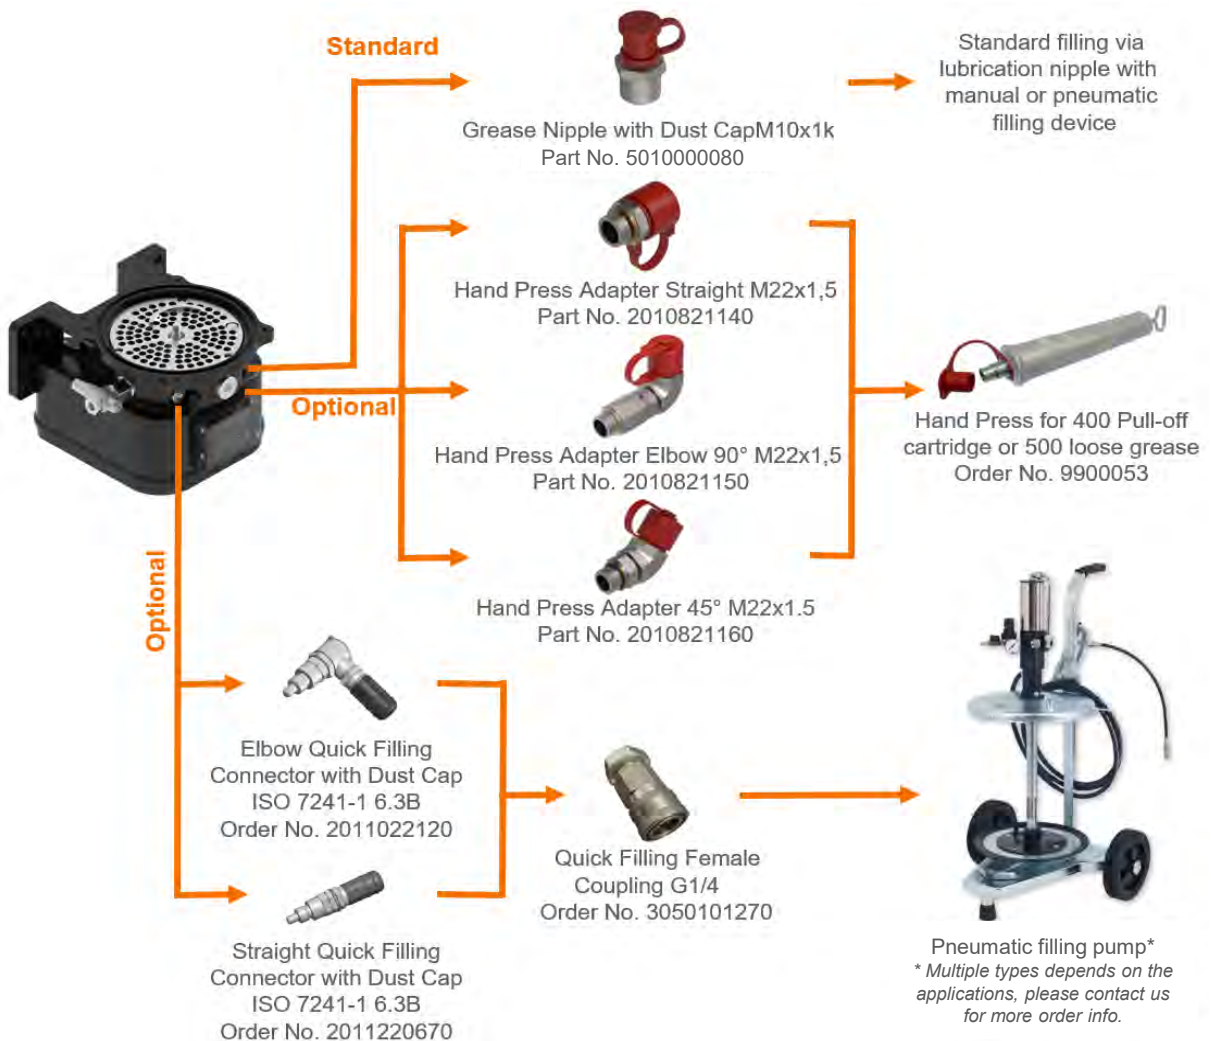 Standard
Grease Nipple with Dust CapM10x1k
Part No. 5010000080
Standard filling via
lubrication nipple with
manual or pneumatic
filling device
Hand Press Adapter Straight M22x1,5
Part No. 2010821140
Optional
Hand Press Adapter Elbow 90° M22x1,5
Part No. 2010821150
Hand Press for 400 Pull-off
cartridge or 500 loose grease
Order No. 9900053
Hand Press Adapter 45° M22x1.5
Part No. 2010821160
Optional
Elbow Quick Filling
Connector with Dust Cap
ISO 7241-1 6.3B
Order No. 2011022120
Quick Filling Female
Coupling G1/4
Order No. 3050101270
Straight Quick Filling
Connector with Dust Cap
ISO 7241-1 6.3B
Order No. 2011220670
Pneumatic filling pump*
* Multiple types depends on the
applications, please contact us
for more order info.